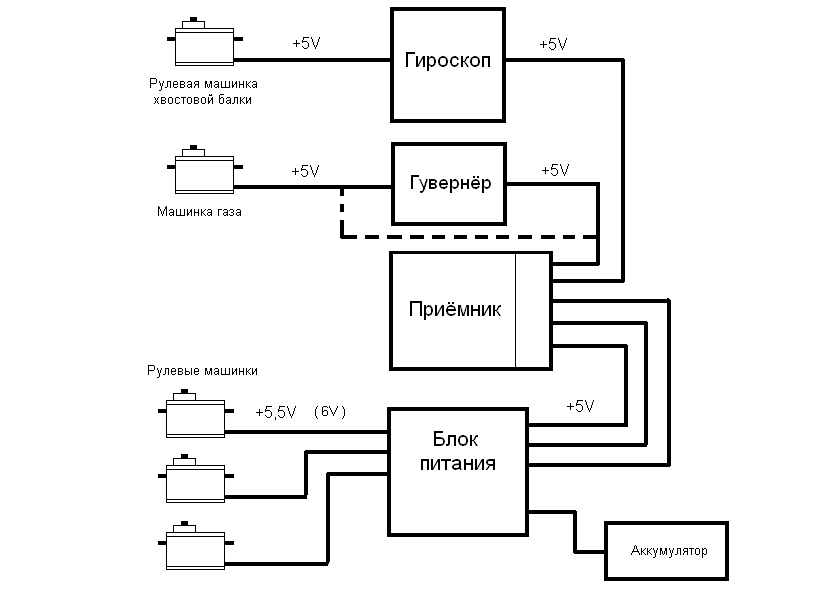 +5V
Гироскоп
+5V
Рулевая машинка
хвостовой балки
+5V
Гувернёр
+5V
Машинка газа
Приёмник
Рулевые машинки
+5,5V (6V)
+5V
Блок
питания
Аккумулятор